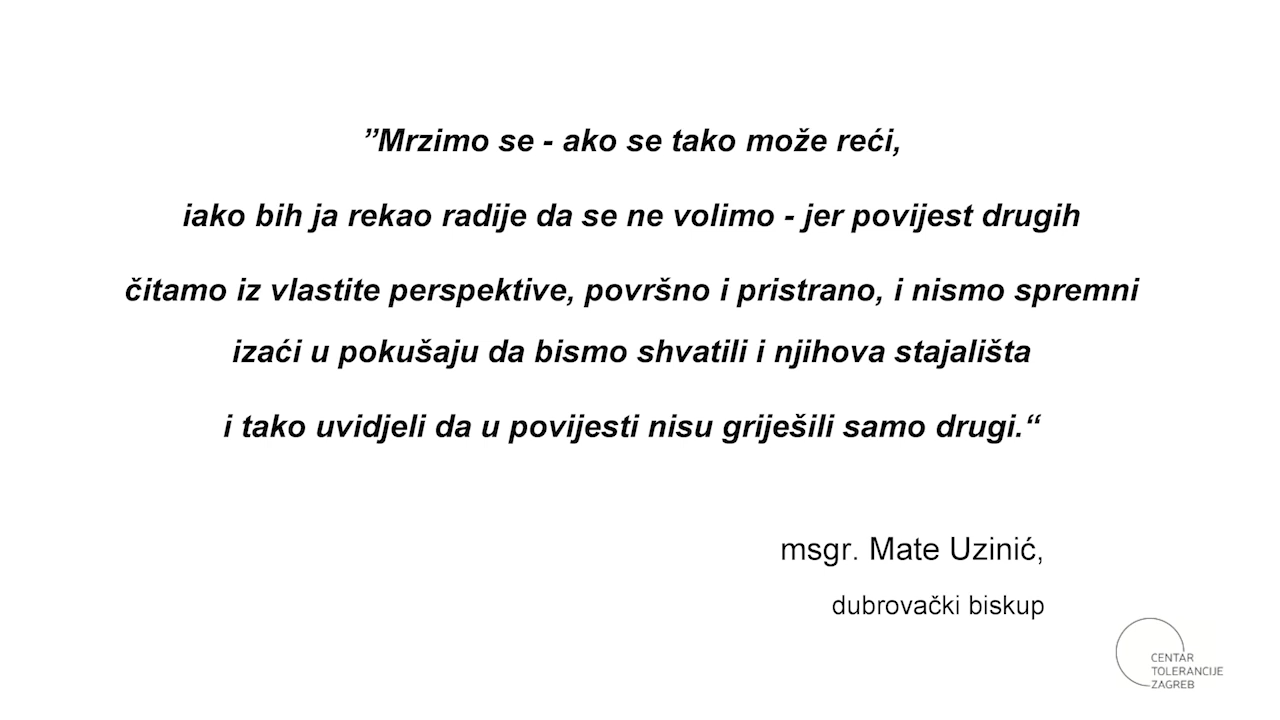 ”Mrzimo se - ako se tako može reći,
iako bih ja rekao radije da se ne volimo - jer povijest drugih
čitamo iz vlastite perspektive, površno i pristrano, i nismo spremni
izaći u pokušaju da bismo shvatili i njihova stajališta
i tako uvidjeli da u povijesti nisu griješili samo drugi.“
msgr. Mate Uzinić,
dubrovački biskup
CENTAR
TOLERANCIJE
ZAGREB